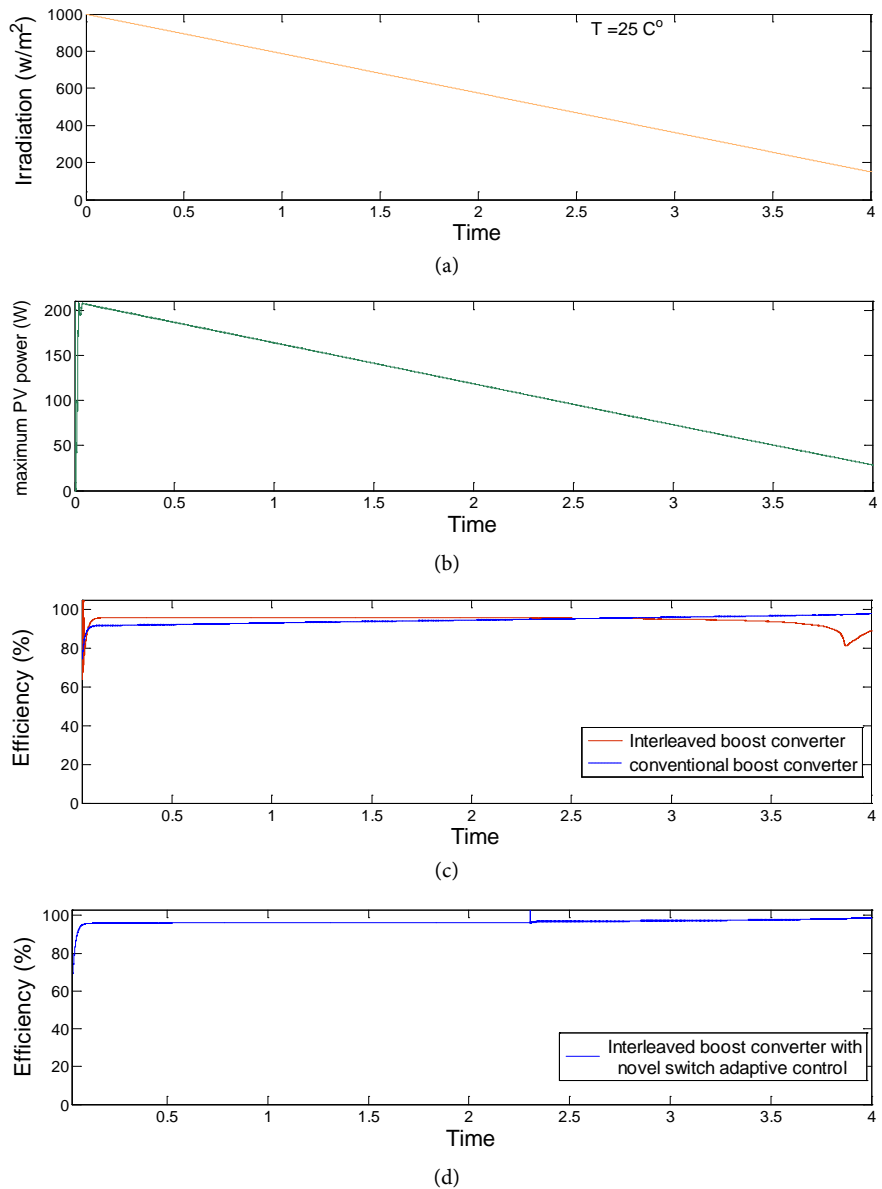 T =25 C°
Irradiation (w/m²)
1000
800
600
400
200
0
0 0.5 1 1.5 2 2.5 3 3.5 4
Time
(a)
maximum PV power (W)
200
150
100
50
0
0 0.5 1 1.5 2 2.5 3 3.5 4
Time
(b)
Efficiency (%)
100
80
60
40
20
0
Interleaved boost converter
conventional boost converter
0.5 1 1.5 2 2.5 3 3.5 4
Time
(c)
Efficiency (%)
100
80
60
40
20
0
Interleaved boost converter with
novel switch adaptive control
0.5 1 1.5 2 2.5 3 3.5 4
Time
(d)